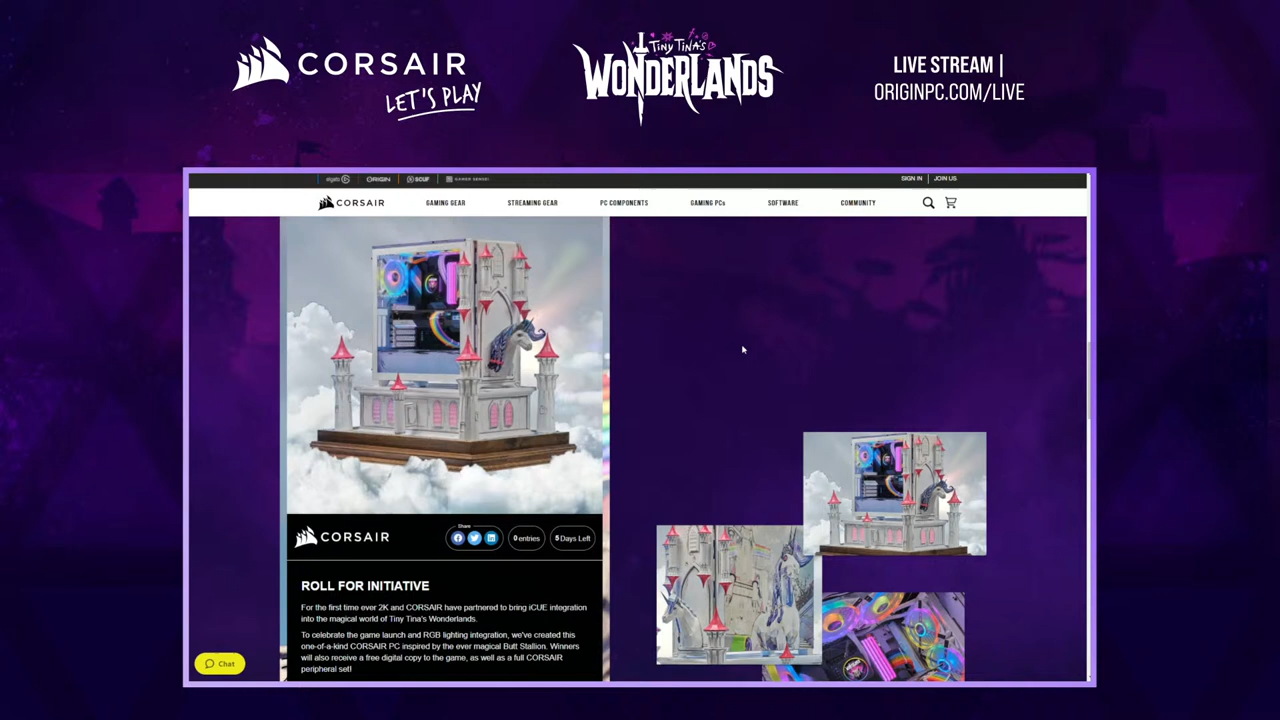 CORSAIR
LET'S PLAY
TINY TINA'S
WONDERLANDS
LIVE STREAM |
ORIGINPC.COM/LIVE
elgato
ORIGIN
SCUF
GAMER SENSEI
SIGN IN
JOIN US
CORSAIR
GAMING GEAR
STREAMING GEAR
PC COMPONENTS
GAMING PCs
SOFTWARE
COMMUNITY
CORSAIR
Share
0 entries
5 Days Left
ROLL FOR INITIATIVE
For the first time ever 2K and CORSAIR have partnered to bring iCUE integration
into the magical world of Tiny Tina's Wonderlands.
To celebrate the game launch and RGB lighting integration, we've created this
one-of-a-kind CORSAIR PC inspired by the ever magical Butt Stallion. Winners
will also receive a free digital copy to the game, as well as a full CORSAIR
peripheral set!
Chat